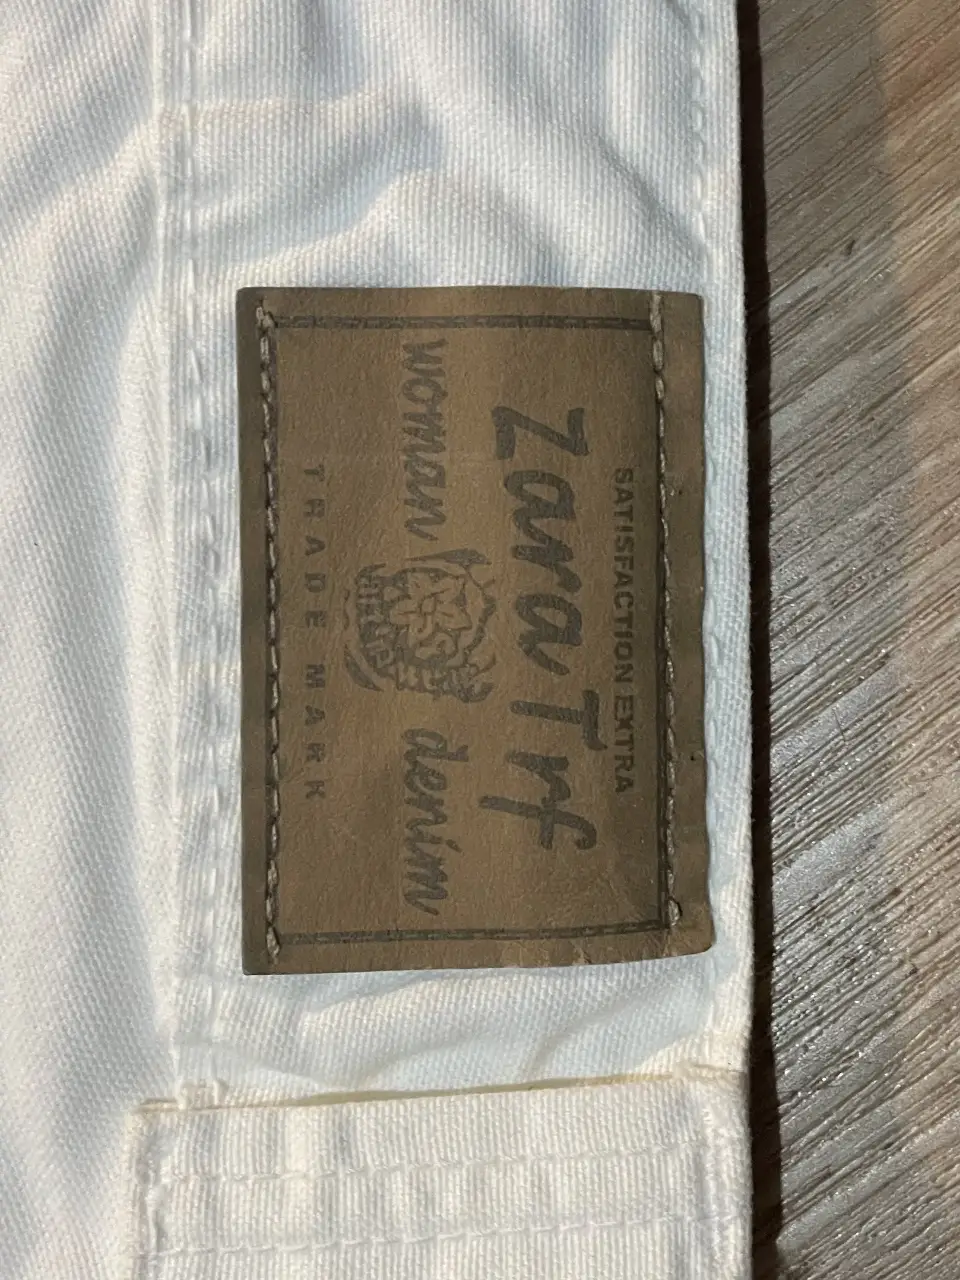 SATISFACTION EXTRA
Zara Trf
woman denim
TRADE MARK